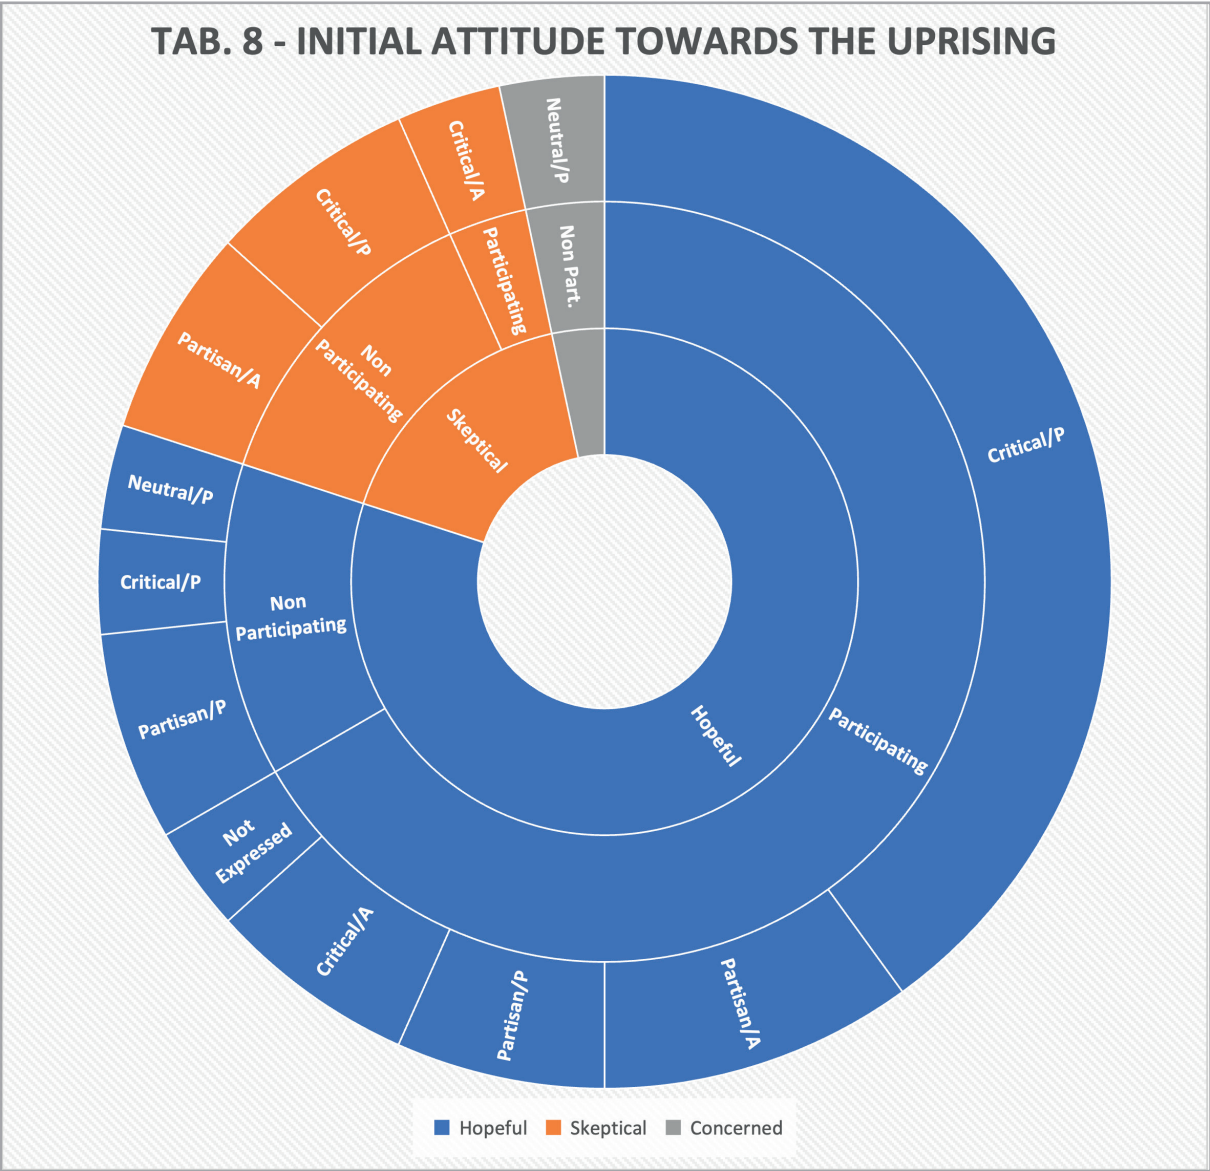 TAB. 8 - INITIAL ATTITUDE TOWARDS THE UPRISING
Critical/P
Participating
Hopeful
Partisan/A
Partisan/P
Critical/A
Not
Expressed
Non
Participating
Partisan/P
Critical/P
Neutral/P
Skeptical
Non
Participating
Partisan/A
Critical/P
Participating
Critical/A
Non Part.
Neutral/P
Hopeful
Skeptical
Concerned